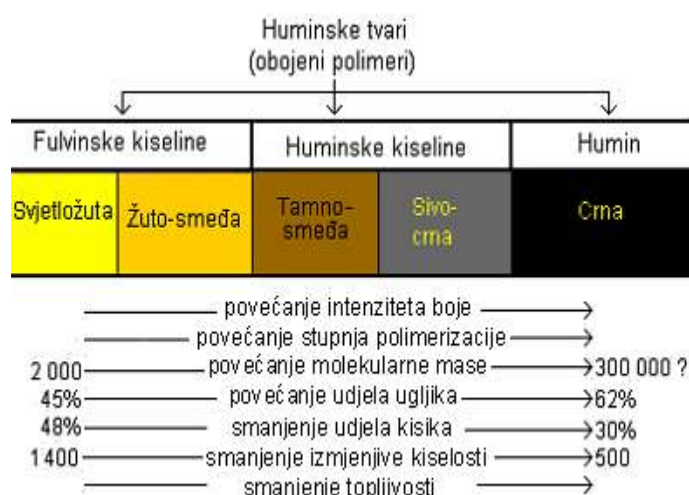 Huminske tvari
(obojeni polimeri)
Fulvinske kiseline Huminske kiseline Humin
Svjetložuta Žuto-smeđa Tamno-smeđa Sivo-crna Crna
povećanje intenziteta boje
povećanje stupnja polimerizacije
2 000 povećanje molekularne mase 300 000 ?
45% povećanje udjela ugljika 62%
48% smanjenje udjela kisika 30%
1400 smanjenje izmjenjive kiselosti 500
smanjenje topljivosti